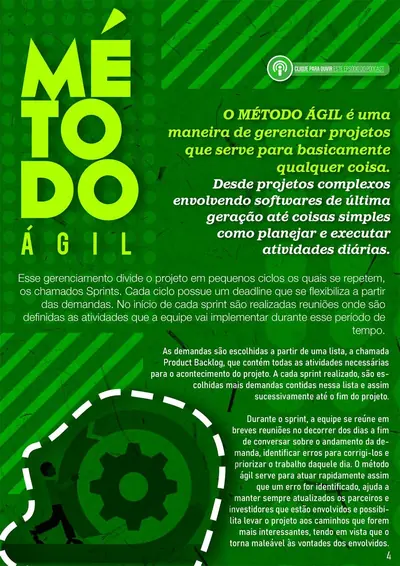 MÉ
TO
DO
ÁGIL
CLIQUE PARA OUVIR ESTE EPISÓDIO DO PODCAST
O MÉTODO ÁGIL é uma
maneira de gerenciar projetos
que serve para basicamente
qualquer coisa.
Desde projetos complexos
envolvendo softwares de última
geração até coisas simples
como planejar e executar
atividades diárias.
Esse gerenciamento divide o projeto em pequenos ciclos os quais se repetem,
os chamados Sprints. Cada ciclo possue um deadline que se flexibiliza a partir
das demandas. No início de cada sprint são realizadas reuniões onde são
definidas as atividades que a equipe vai implementar durante esse período de
tempo.
As demandas são escolhidas a partir de uma lista, a chamada
Product Backlog, que contém todas as atividades necessárias
para o acontecimento do projeto. A cada sprint realizado, são es-
colhidas mais demandas contidas nessa lista e assim
sucessivamente até o fim do projeto.
Durante o sprint, a equipe se reúne em
breves reuniões no decorrer dos dias a fim
de conversar sobre o andamento da de-
manda, identificar erros para corrigi-los e
priorizar o trabalho daquele dia. O método
ágil serve para atuar rapidamente assim
que um erro for identificado, ajuda a
manter sempre atualizados os parceiros e
investidores que estão envolvidos e possibi-
lita levar o projeto aos caminhos que forem
mais interessantes, tendo em vista que o
torna maleável às vontades dos envolvidos.
4